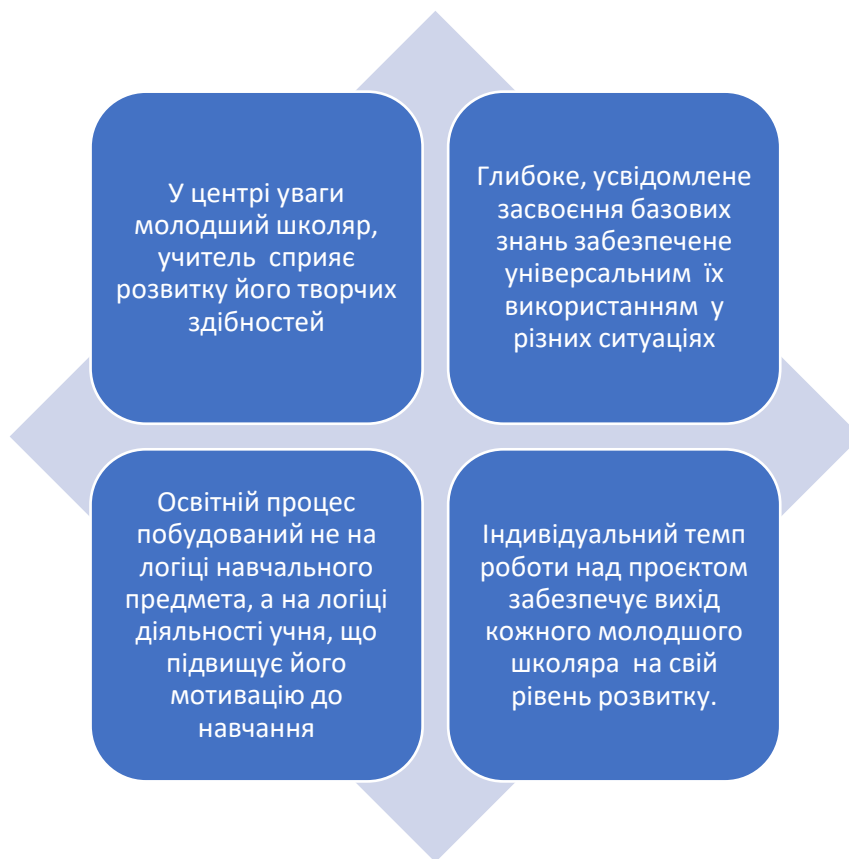 У центрі уваги
молодший школяр,
учитель  сприяє
розвитку його творчих
здібностей
Глибоке, усвідомлене
засвоєння базових
знань забезпечене
універсальним  їх
використанням  у
різних ситуаціях
Освітній процес
побудований не на
логіці навчального
предмета, а на логіці
діяльності учня, що
підвищує його
мотивацію до
навчання
Індивідуальний темп
роботи над проєктом
забезпечує вихід
кожного молодшого
школяра  на свій
рівень розвитку.